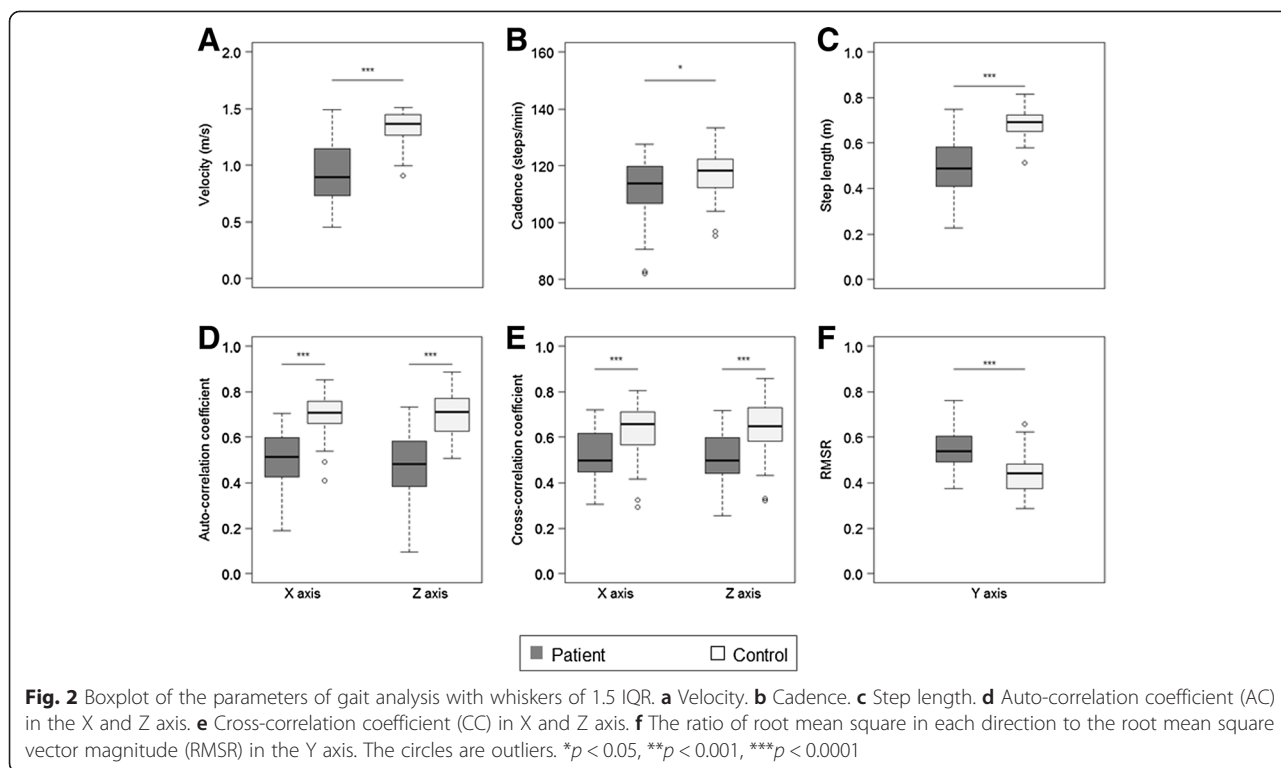 A
B
C
2.0
1.5
1.0
0.5
0.0
Velocity (m/s)
***
160
140
120
100
80
Cadence (steps/min)
*
1.0
0.8
0.6
0.4
0.2
0.0
Step length (m)
***
D
E
F
1.0
0.8
0.6
0.4
0.2
0.0
Auto-correlation coefficient
***
***
X axis
Z axis
1.0
0.8
0.6
0.4
0.2
0.0
Cross-correlation coefficient
***
***
X axis
Z axis
1.0
0.8
0.6
0.4
0.2
0.0
RMSR
***
Y axis
Patient
Control
Fig. 2 Boxplot of the parameters of gait analysis with whiskers of 1.5 IQR. a Velocity. b Cadence. c Step length. d Auto-correlation coefficient (AC)
in the X and Z axis. e Cross-correlation coefficient (CC) in X and Z axis. f The ratio of root mean square in each direction to the root mean square
vector magnitude (RMSR) in the Y axis. The circles are outliers. *p < 0.05, **p < 0.001, ***p < 0.0001